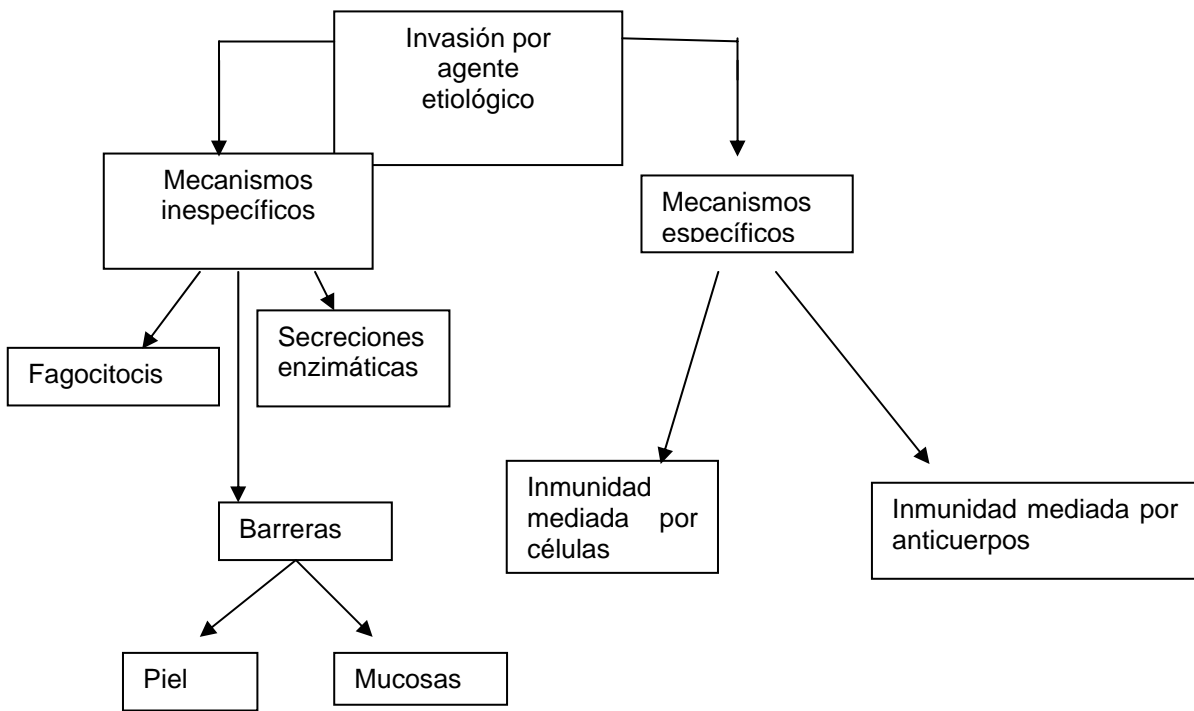 Invasión por
agente
etiológico
Mecanismos
inespecíficos
Mecanismos
específicos
Fagocitocis
Secreciones
enzimáticas
Inmunidad
mediada por
células
Inmunidad mediada por
anticuerpos
Barreras
Piel
Mucosas